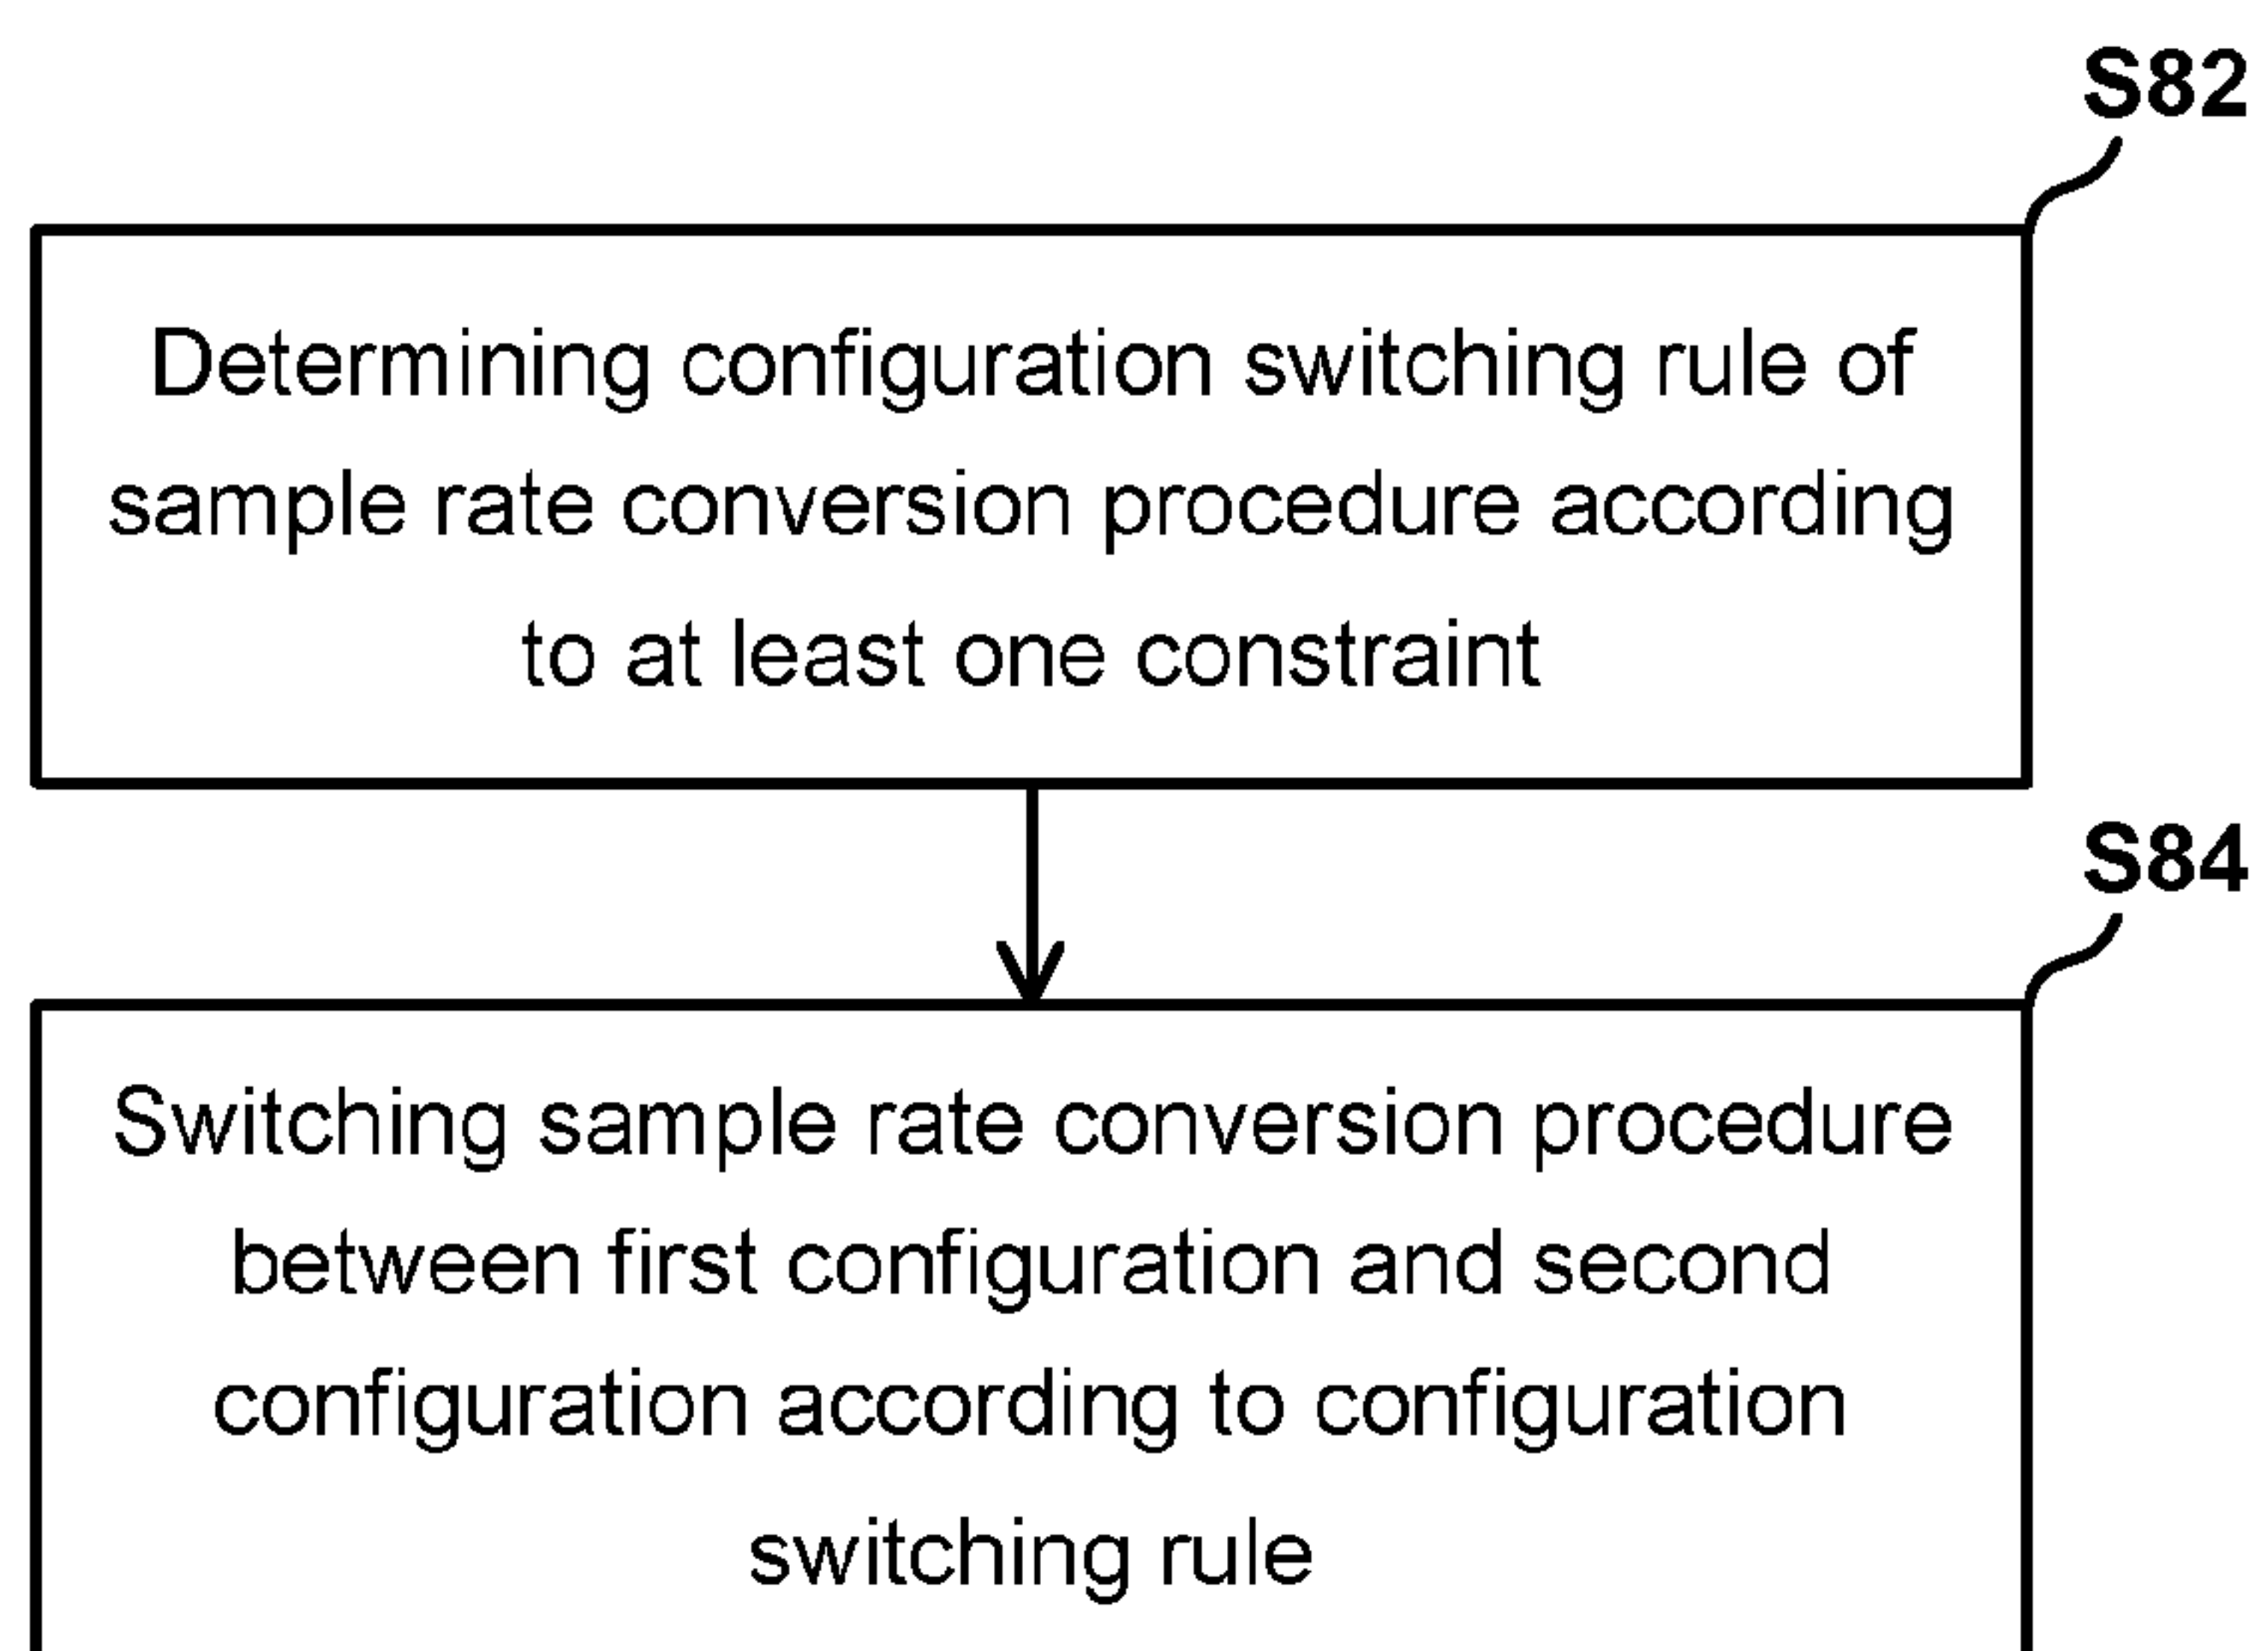 S82
Determining configuration switching rule of
sample rate conversion procedure according
to at least one constraint
S84
Switching sample rate conversion procedure
between first configuration and second
configuration according to configuration
switching rule